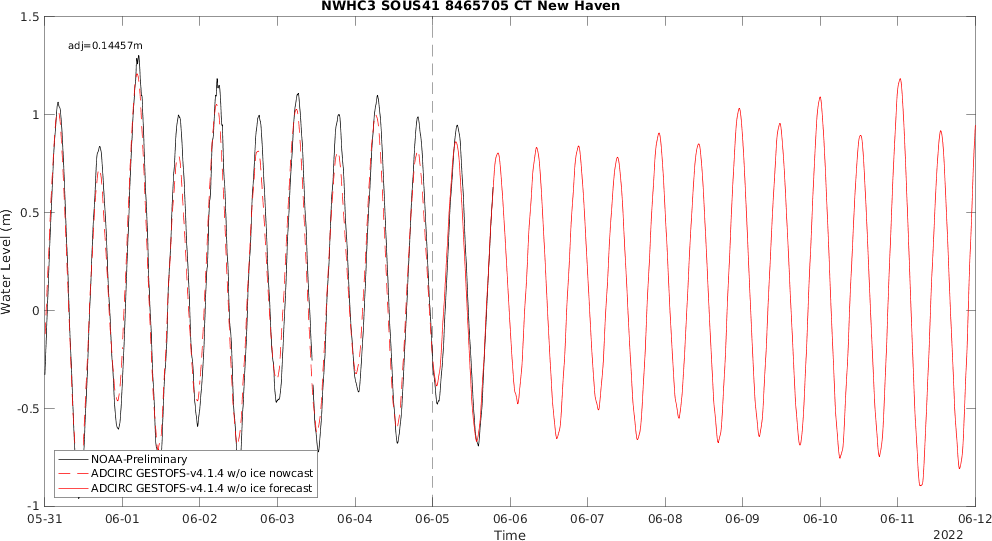 NWHC3 SOUS41 8465705 CT New Haven
adj=0.14457m
Water Level (m)
1.5
1
0.5
0
-0.5
-1
NOAA-Preliminary
ADCIRC GESTOFS-v4.1.4 w/o ice nowcast
ADCIRC GESTOFS-v4.1.4 w/o ice forecast
05-31 06-01 06-02 06-03 06-04 06-05 06-06 06-07 06-08 06-09 06-10 06-11 06-12
Time
2022